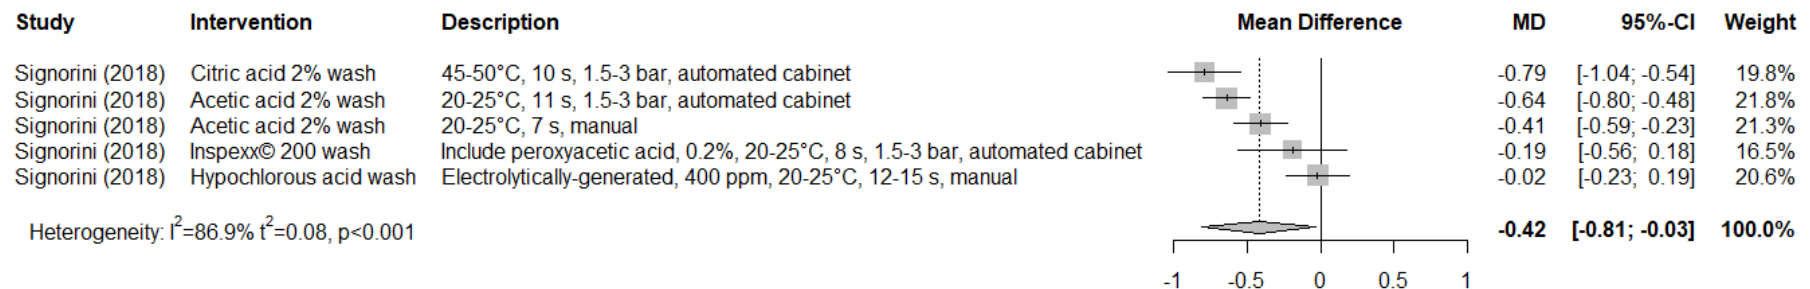 Study Intervention Description Mean Difference MD 95%-CI Weight
Signorini (2018) Citric acid 2% wash 45-50°C, 10 s, 1.5-3 bar, automated cabinet -0.79 [-1.04; -0.54] 19.8%
Signorini (2018) Acetic acid 2% wash 20-25°C, 11 s, 1.5-3 bar, automated cabinet -0.64 [-0.80; -0.48] 21.8%
Signorini (2018) Acetic acid 2% wash 20-25°C, 7 s, manual -0.41 [-0.59; -0.23] 21.3%
Signorini (2018) Inspexx© 200 wash Include peroxyacetic acid, 0.2%, 20-25°C, 8 s, 1.5-3 bar, automated cabinet -0.19 [-0.56; 0.18] 16.5%
Signorini (2018) Hypochlorous acid wash Electrolytically-generated, 400 ppm, 20-25°C, 12-15 s, manual -0.02 [-0.23; 0.19] 20.6%
Heterogeneity: I²=86.9% t²=0.08, p<0.001 -0.42 [-0.81; -0.03] 100.0%
-1 -0.5 0 0.5 1